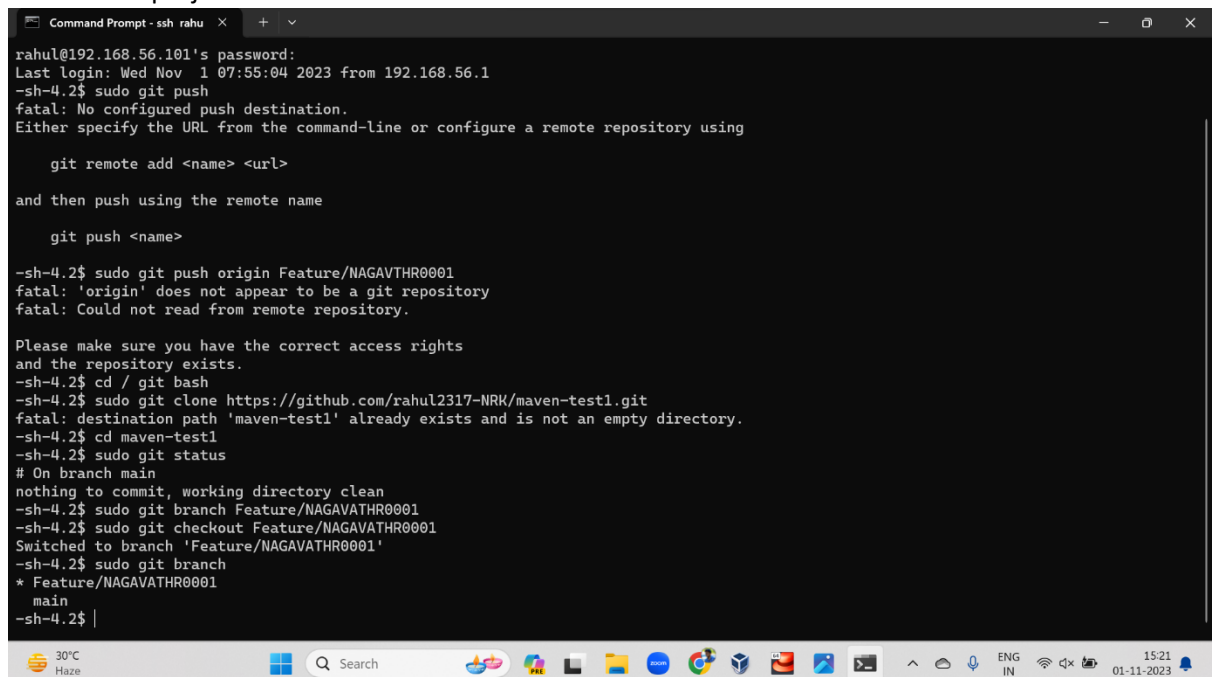 Command Prompt - ssh rahu
rahul@192.168.56.101's password:
Last login: Wed Nov  1 07:55:04 2023 from 192.168.56.1
-sh-4.2$ sudo git push
fatal: No configured push destination.
Either specify the URL from the command-line or configure a remote repository using
    git remote add <name> <url>
and then push using the remote name
    git push <name>
-sh-4.2$ sudo git push origin Feature/NAGAVTHR0001
fatal: 'origin' does not appear to be a git repository
fatal: Could not read from remote repository.
Please make sure you have the correct access rights
and the repository exists.
-sh-4.2$ cd / git bash
-sh-4.2$ sudo git clone https://github.com/rahul2317-NRK/maven-test1.git
fatal: destination path 'maven-test1' already exists and is not an empty directory.
-sh-4.2$ cd maven-test1
-sh-4.2$ sudo git status
# On branch main
nothing to commit, working directory clean
-sh-4.2$ sudo git branch Feature/NAGAVATHR0001
-sh-4.2$ sudo git checkout Feature/NAGAVATHR0001
Switched to branch 'Feature/NAGAVATHR0001'
-sh-4.2$ sudo git branch
* Feature/NAGAVATHR0001
  main
-sh-4.2$
30°C
Haze
Search
PRE
zoom
ENG
IN
15:21
01-11-2023